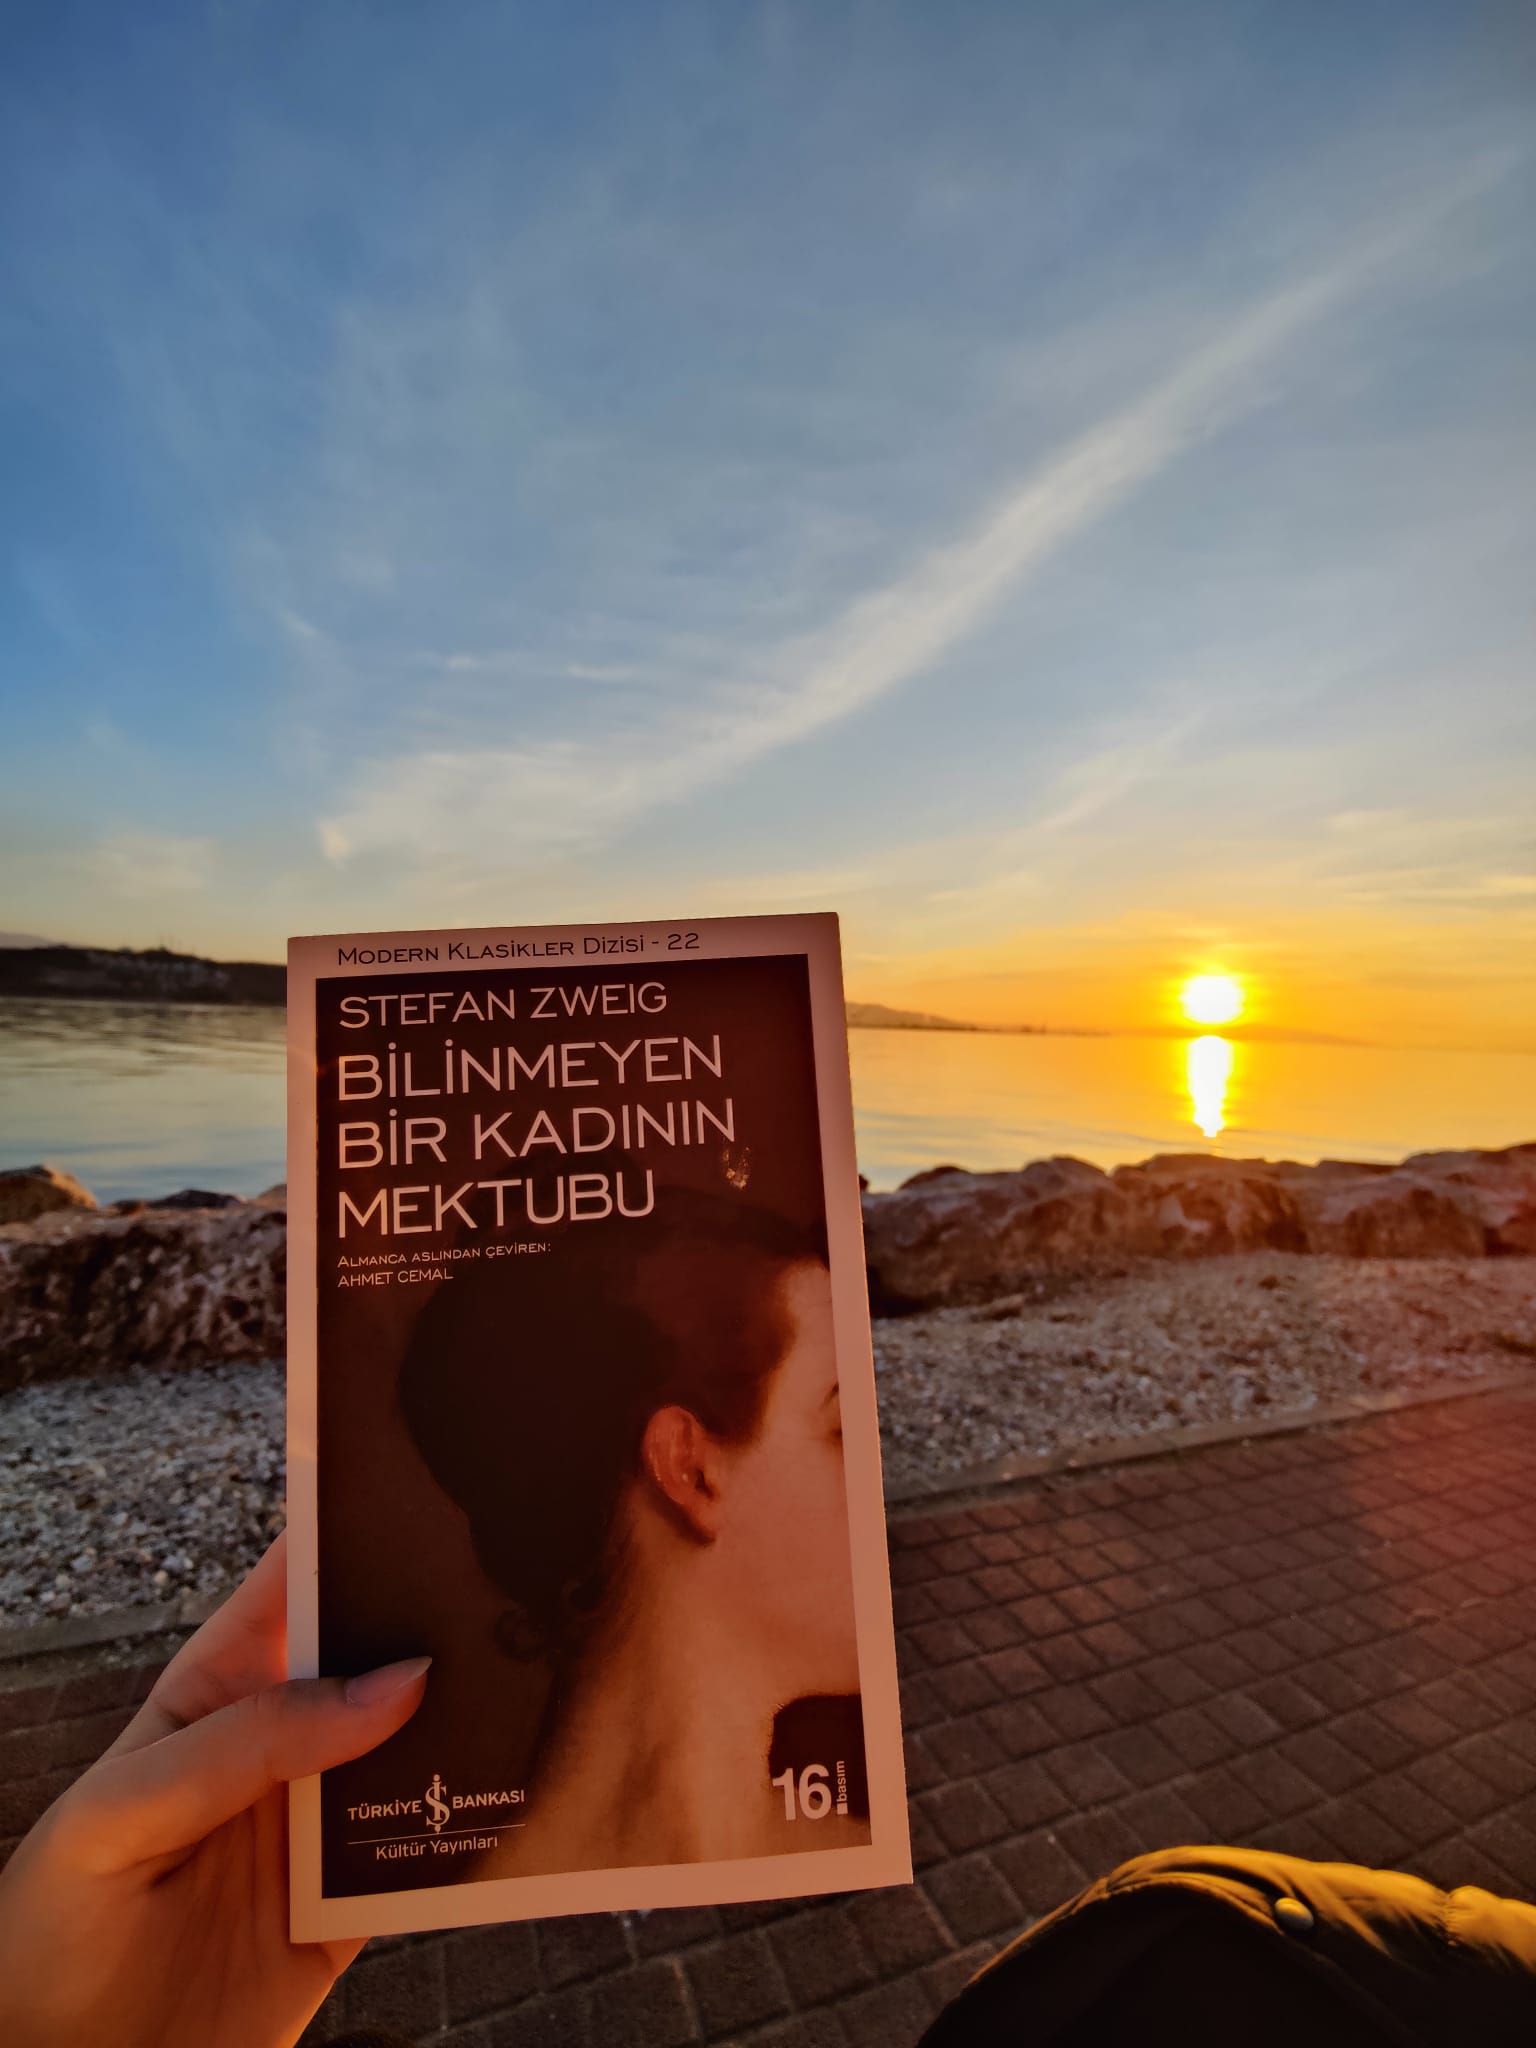 Modern Klasikler Dizisi - 22
STEFAN ZWEIG
BİLİNMEYEN
BİR KADININ
MEKTUBU
Almanca aslından çeviren:
AHMET CEMAL
TÜRKİYE İŞ BANKASI
Kültür Yayınları
16. basım